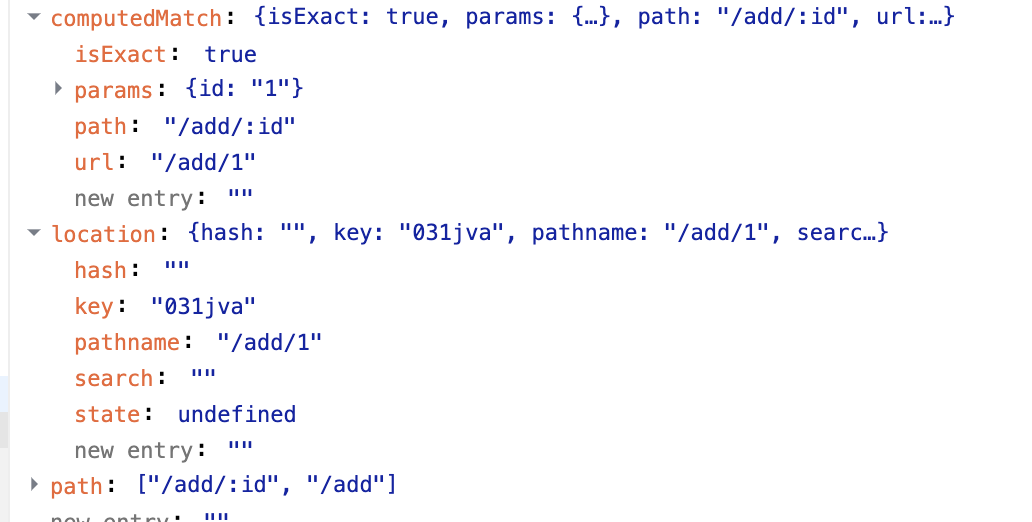 computedMatch: {isExact: true, params: {…}, path: "/add/:id", url:…}
isExact: true
params: {id: "1"}
path: "/add/:id"
url: "/add/1"
new entry: ""
location: {hash: "", key: "031jva", pathname: "/add/1", searc…}
hash: ""
key: "031jva"
pathname: "/add/1"
search: ""
state: undefined
new entry: ""
path: ["/add/:id", "/add"]
new entry: ""